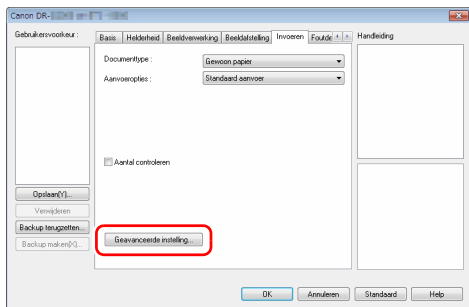 Canon DR-
Gebruikersvoorkeur :
Basis Helderheid Beeldverwerking Beeldafstelling Invoeren Foutde
Handleiding
Documenttype : Gewoon papier
Aanvoeropties : Standaard aanvoer
Aantal controleren
Opslaan(Y)...
Verwijderen
Backup terugzetten...
Backup maken(X)...
Geavanceerde instelling...
OK Annuleren Standaard Help